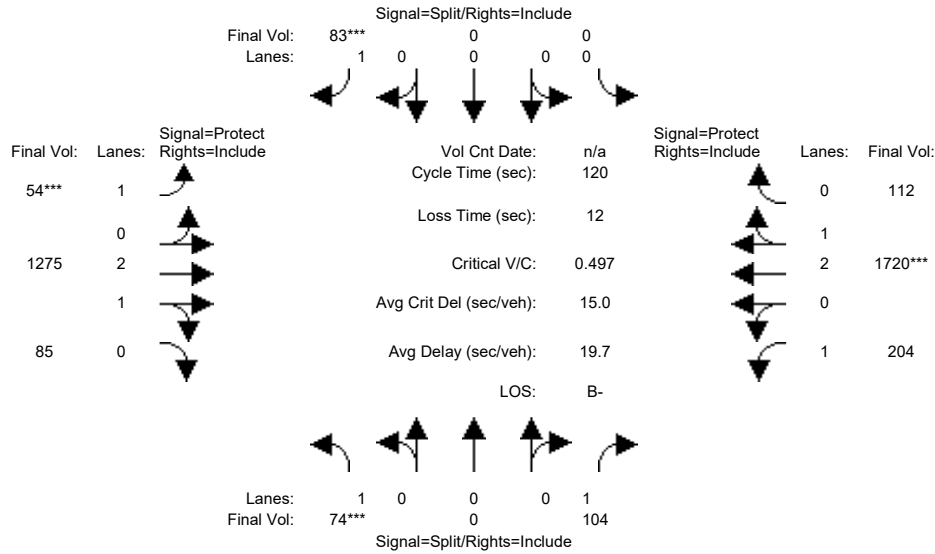 Signal=Split/Rights=Include
Final Vol: 83*** 0 0
Lanes: 1 0 0 0 0
Signal=Protect Signal=Protect
Final Vol: Lanes: Rights=Include Vol Cnt Date: n/a Rights=Include Lanes: Final Vol:
Cycle Time (sec): 120
54*** 1 0 112
Loss Time (sec): 12
0 1
1275 2 Critical V/C: 0.497 2 1720***
1 Avg Crit Del (sec/veh): 15.0 0
85 0 Avg Delay (sec/veh): 19.7 1 204
LOS: B-
Lanes: 1 0 0 0 1
Final Vol: 74*** 0 104
Signal=Split/Rights=Include